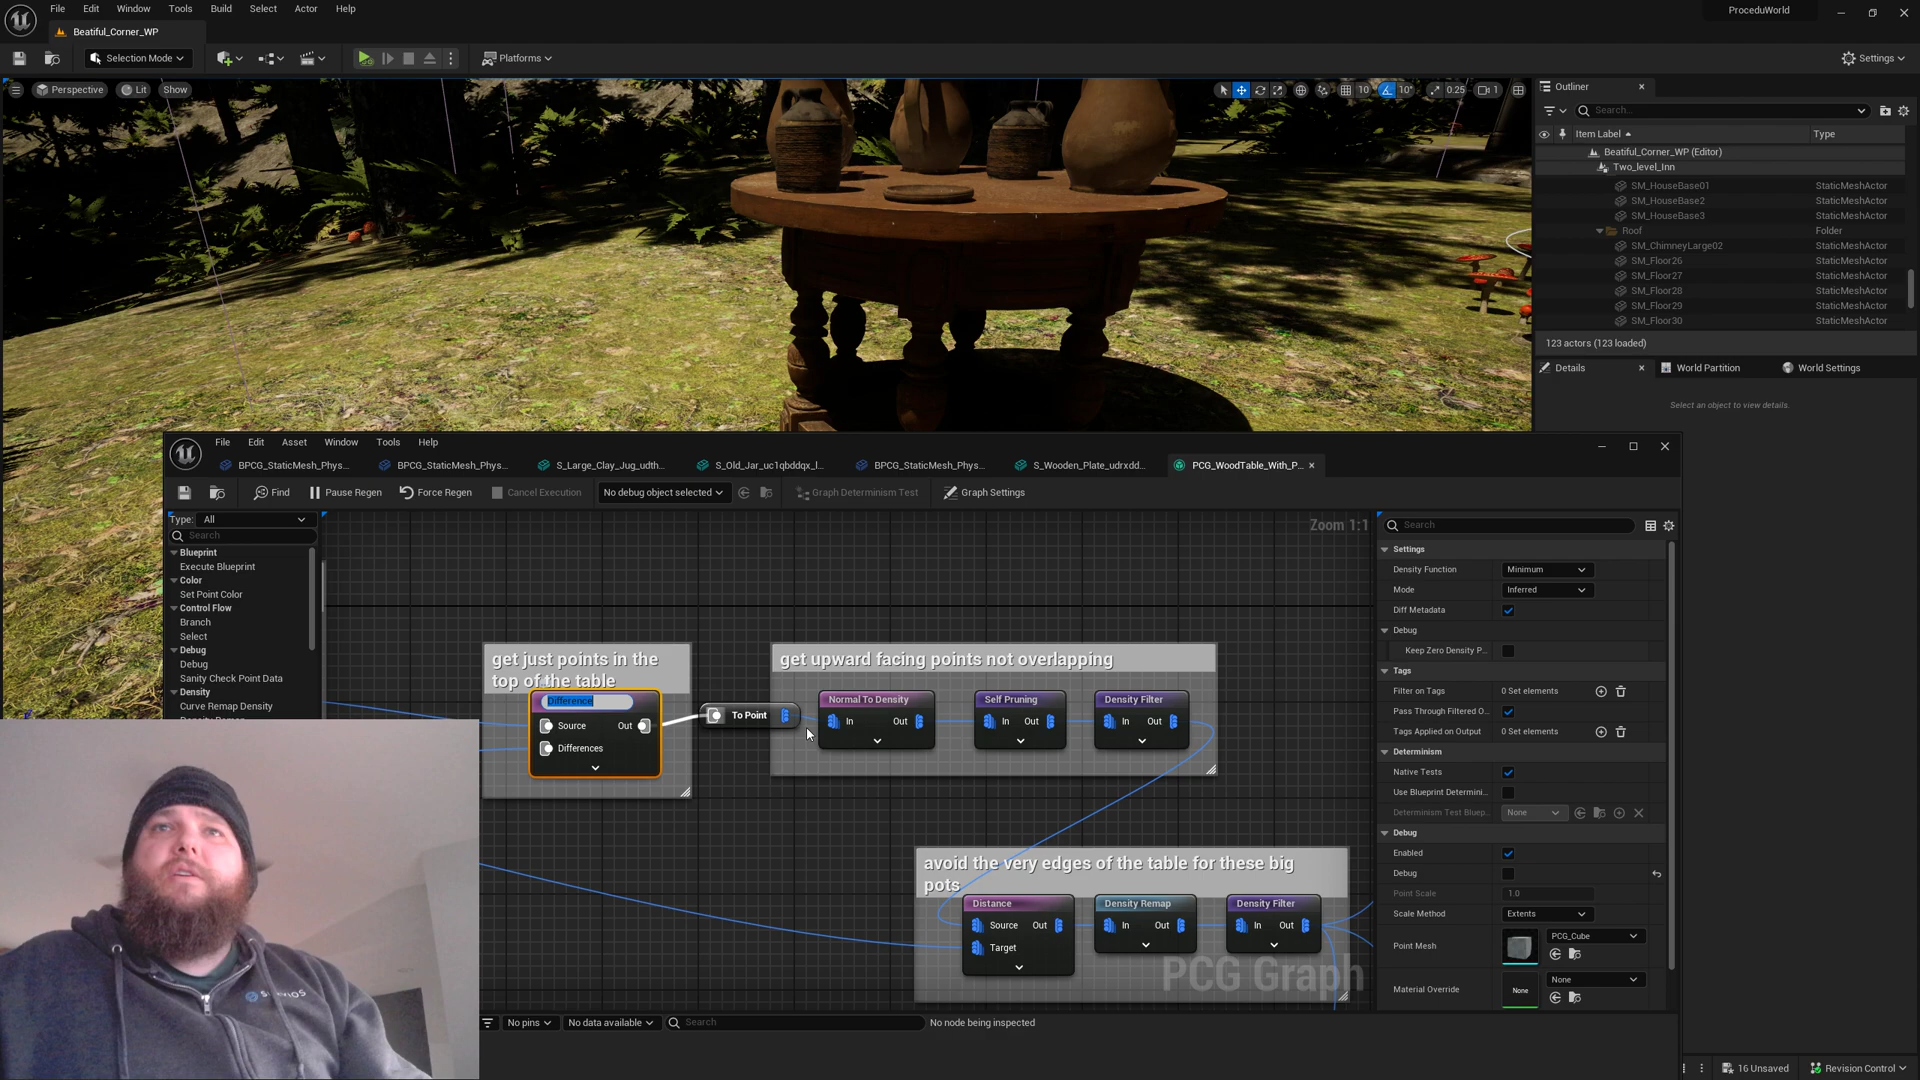 File Edit Window Tools Build Select Actor Help
ProceduWorld
Beatiful_Corner_WP
Selection Mode
Platforms
Settings
Perspective
Lit
Show
10
10°
0.25
1
Outliner
Search...
Item Label
Type
Beatiful_Corner_WP (Editor)
Two_level_Inn
SM_HouseBase01 StaticMeshActor
SM_HouseBase2 StaticMeshActor
SM_HouseBase3 StaticMeshActor
Roof Folder
SM_ChimneyLarge02 StaticMeshActor
SM_Floor26 StaticMeshActor
SM_Floor27 StaticMeshActor
SM_Floor28 StaticMeshActor
SM_Floor29 StaticMeshActor
SM_Floor30 StaticMeshActor
123 actors (123 loaded)
Details
World Partition
World Settings
Select an object to view details.
File Edit Asset Window Tools Help
BPCG_StaticMesh_Phys...
BPCG_StaticMesh_Phys...
S_Large_Clay_Jug_udth...
S_Old_Jar_uc1qbddqx_l...
BPCG_StaticMesh_Phys...
S_Wooden_Plate_udrxdd...
PCG_WoodTable_With_P...
Find
Pause Regen
Force Regen
Cancel Execution
No debug object selected
Graph Determinism Test
Graph Settings
Type: All
Search
Blueprint
Execute Blueprint
Color
Set Point Color
Control Flow
Branch
Select
Debug
Debug
Sanity Check Point Data
Density
Curve Remap Density
Zoom 1:1
get just points in the
top of the table
Difference
Source Out
Differences
To Point
get upward facing points not overlapping
Normal To Density
In Out
Self Pruning
In Out
Density Filter
In Out
avoid the very edges of the table for these big
pots
Distance
Source Out
Target
Density Remap
In Out
Density Filter
In Out
PCG Graph
Search
Settings
Density Function Minimum
Mode Inferred
Diff Metadata
Debug
Keep Zero Density P...
Tags
Filter on Tags 0 Set elements
Pass Through Filtered O...
Tags Applied on Output 0 Set elements
Determinism
Native Tests
Use Blueprint Determini...
Determinism Test Bluep... None
Debug
Enabled
Debug
Point Scale 1.0
Scale Method Extents
Point Mesh PCG_Cube
Material Override None None
No pins
No data available
Search
No node being inspected
16 Unsaved
Revision Control